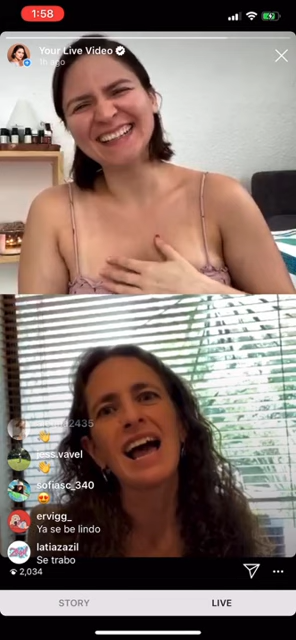 1:58
Your Live Video
1h ago
2435
jess.vavel
sofiasc_340
ervigg_
Ya se be lindo
latiazazil
Se trabo
2,034
STORY
LIVE